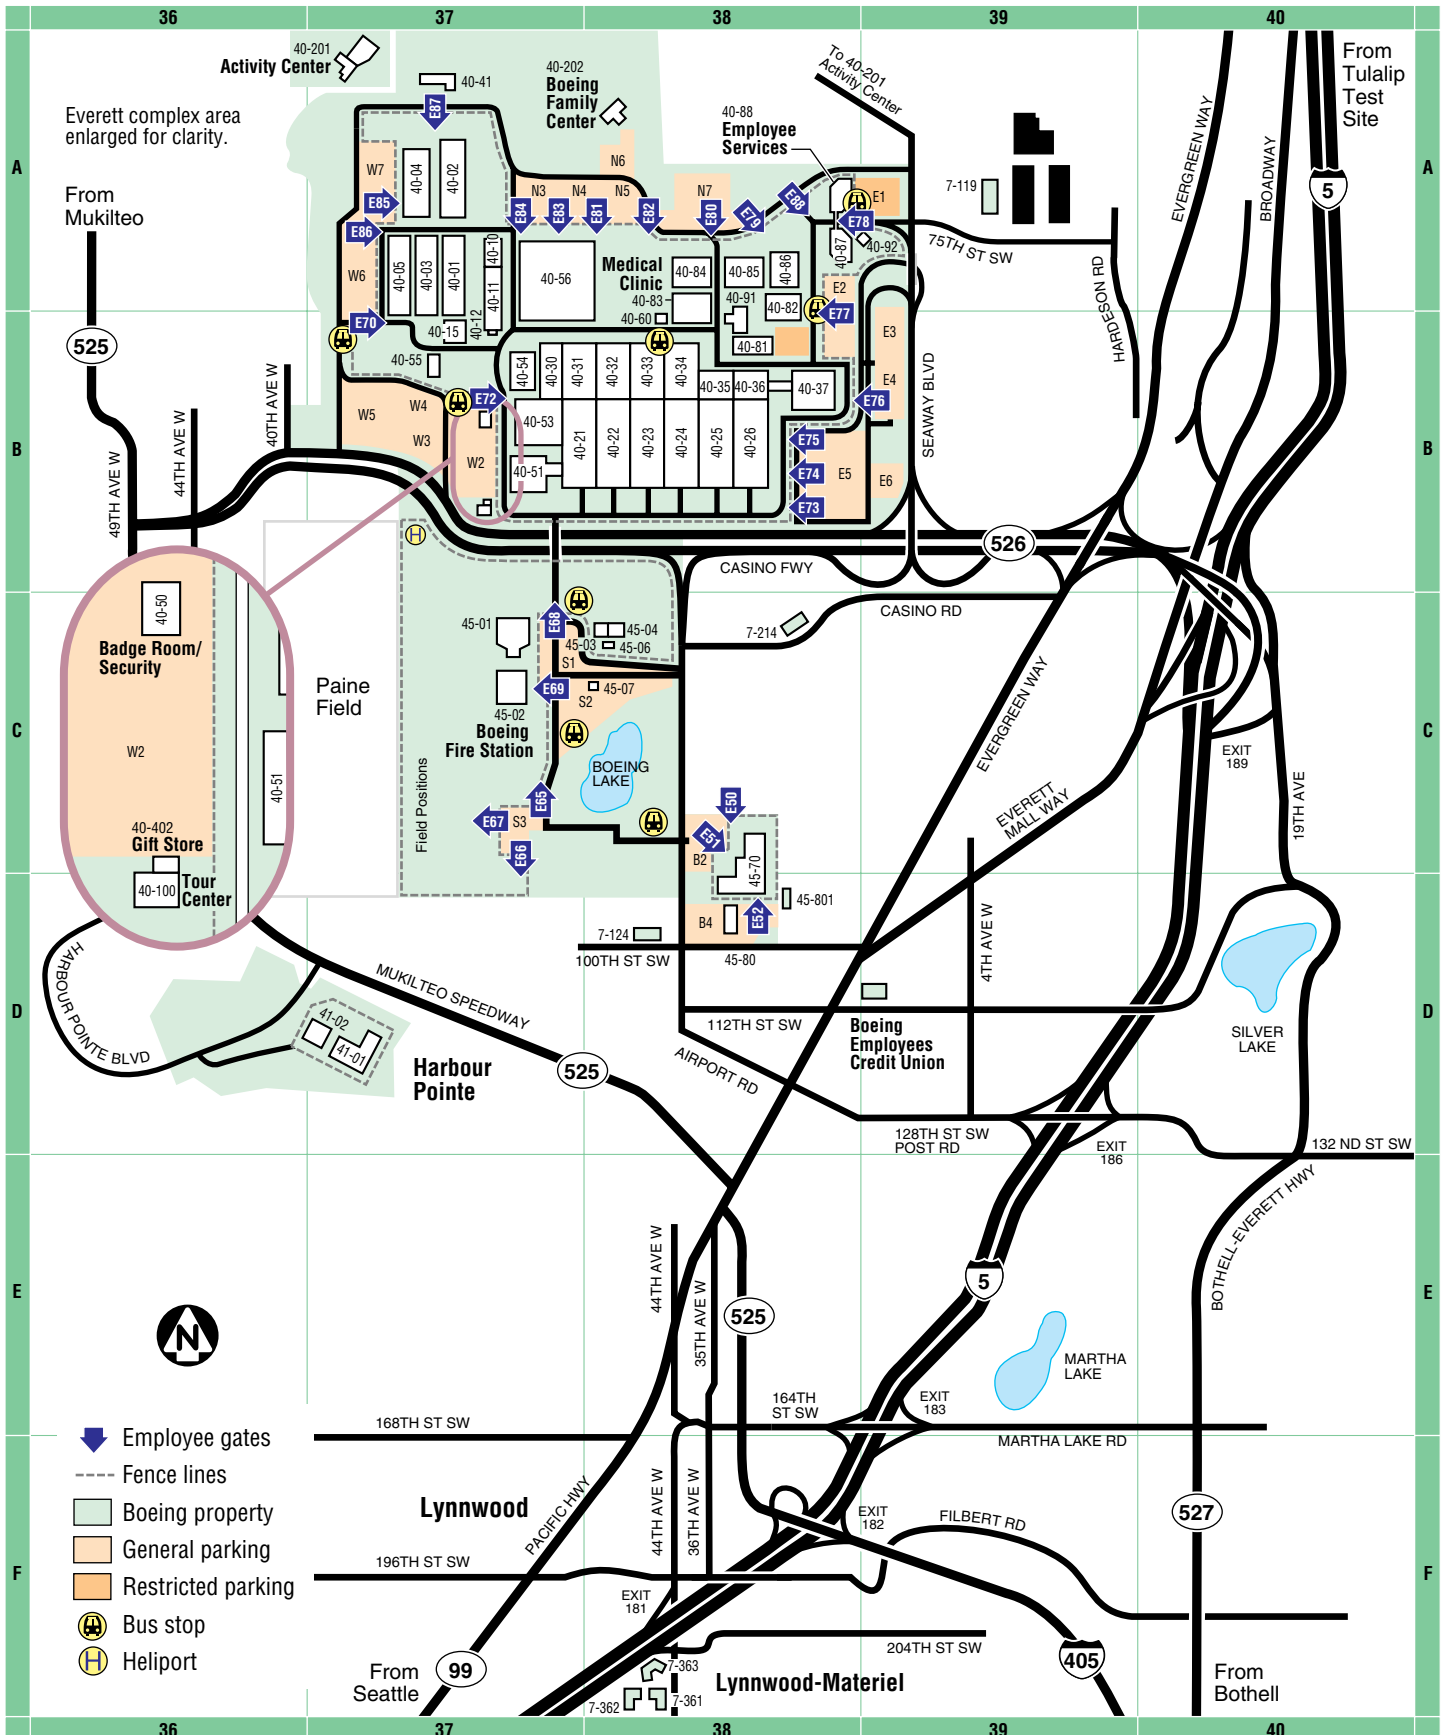 36
37
38
39
40
A
B
C
D
E
F
A
B
C
D
E
F
36
37
38
39
40
Everett complex area
enlarged for clarity.
40-201
Activity Center
40-41
40-202
Boeing
Family
Center
To 40-201
Activity Center
40-88
Employee
Services
From
Tulalip
Test
Site
5
EVERGREEN WAY
BROADWAY
7-119
From
Mukilteo
525
E87
W7
40-04
40-02
E85
E86
W6
40-05
40-03
40-01
40-10
40-11
40-12
40-15
E70
40-55
N3
N4
N5
N6
N7
E84
E83
E81
E82
E80
E79
E88
E78
E1
40-87
40-92
75TH ST SW
HARDESON RD
40-56
Medical
Clinic
40-84
40-83
40-60
40-85
40-86
40-91
40-82
40-81
E2
E77
E3
E4
E76
SEAWAY BLVD
40-54
40-30
40-31
40-32
40-33
40-34
40-35
40-36
40-37
40-53
40-51
40-21
40-22
40-23
40-24
40-25
40-26
E75
E74
E73
E5
E6
W5
W4
W3
W2
E72
49TH AVE W
44TH AVE W
40TH AVE W
H
526
CASINO FWY
CASINO RD
7-214
40-50
Badge Room/
Security
W2
40-51
40-402
Gift Store
40-100
Tour
Center
Paine
Field
Field Positions
45-01
E68
45-03
45-04
45-06
S1
E69
45-07
S2
45-02
Boeing
Fire Station
BOEING
LAKE
E65
E67
S3
E66
E50
E51
B2
45-70
45-801
B4
E52
45-80
7-124
100TH ST SW
EVERGREEN WAY
EVERETT
MALL WAY
EXIT
189
19TH AVE
4TH AVE W
HARBOUR POINTE BLVD
MUKILTEO SPEEDWAY
41-02
41-01
Harbour
Pointe
525
112TH ST SW
AIRPORT RD
Boeing
Employees
Credit Union
SILVER
LAKE
128TH ST SW
POST RD
EXIT
186
132 ND ST SW
BOTHELL-EVERETT HWY
44TH AVE W
35TH AVE W
525
5
MARTHA
LAKE
164TH
ST SW
EXIT
183
MARTHA LAKE RD
168TH ST SW
N
Employee gates
Fence lines
Boeing property
General parking
Restricted parking
Bus stop
H
Heliport
Lynnwood
PACIFIC HWY
44TH AVE W
36TH AVE W
EXIT
182
FILBERT RD
527
196TH ST SW
EXIT
181
204TH ST SW
From
Seattle
99
7-363
7-362
7-361
Lynnwood-Materiel
405
From
Bothell